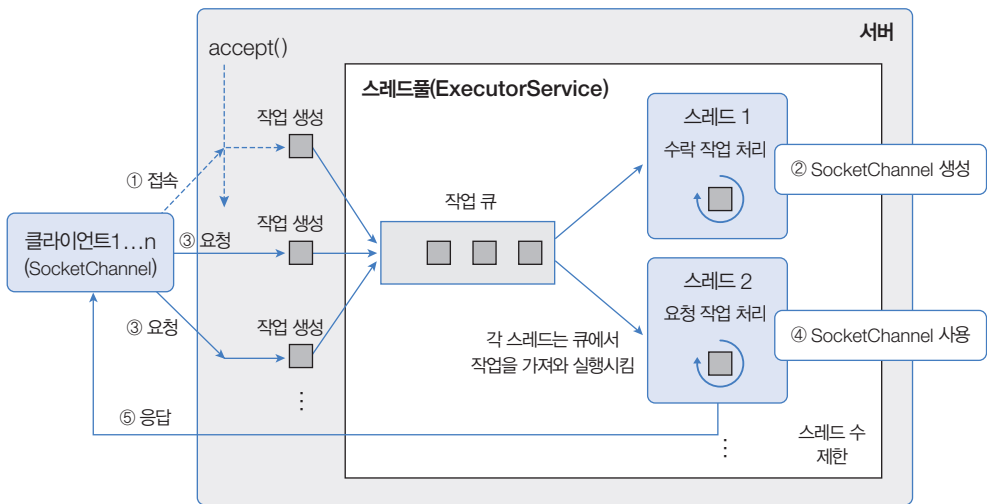 서버
accept()
스레드풀(ExecutorService)
작업 생성
스레드 1
수락 작업 처리
② SocketChannel 생성
① 접속
작업 큐
작업 생성
클라이언트1…n
(SocketChannel)
③ 요청
스레드 2
요청 작업 처리
③ 요청
작업 생성
각 스레드는 큐에서
작업을 가져와 실행시킴
④ SocketChannel 사용
⋮
⑤ 응답
⋮
스레드 수
제한